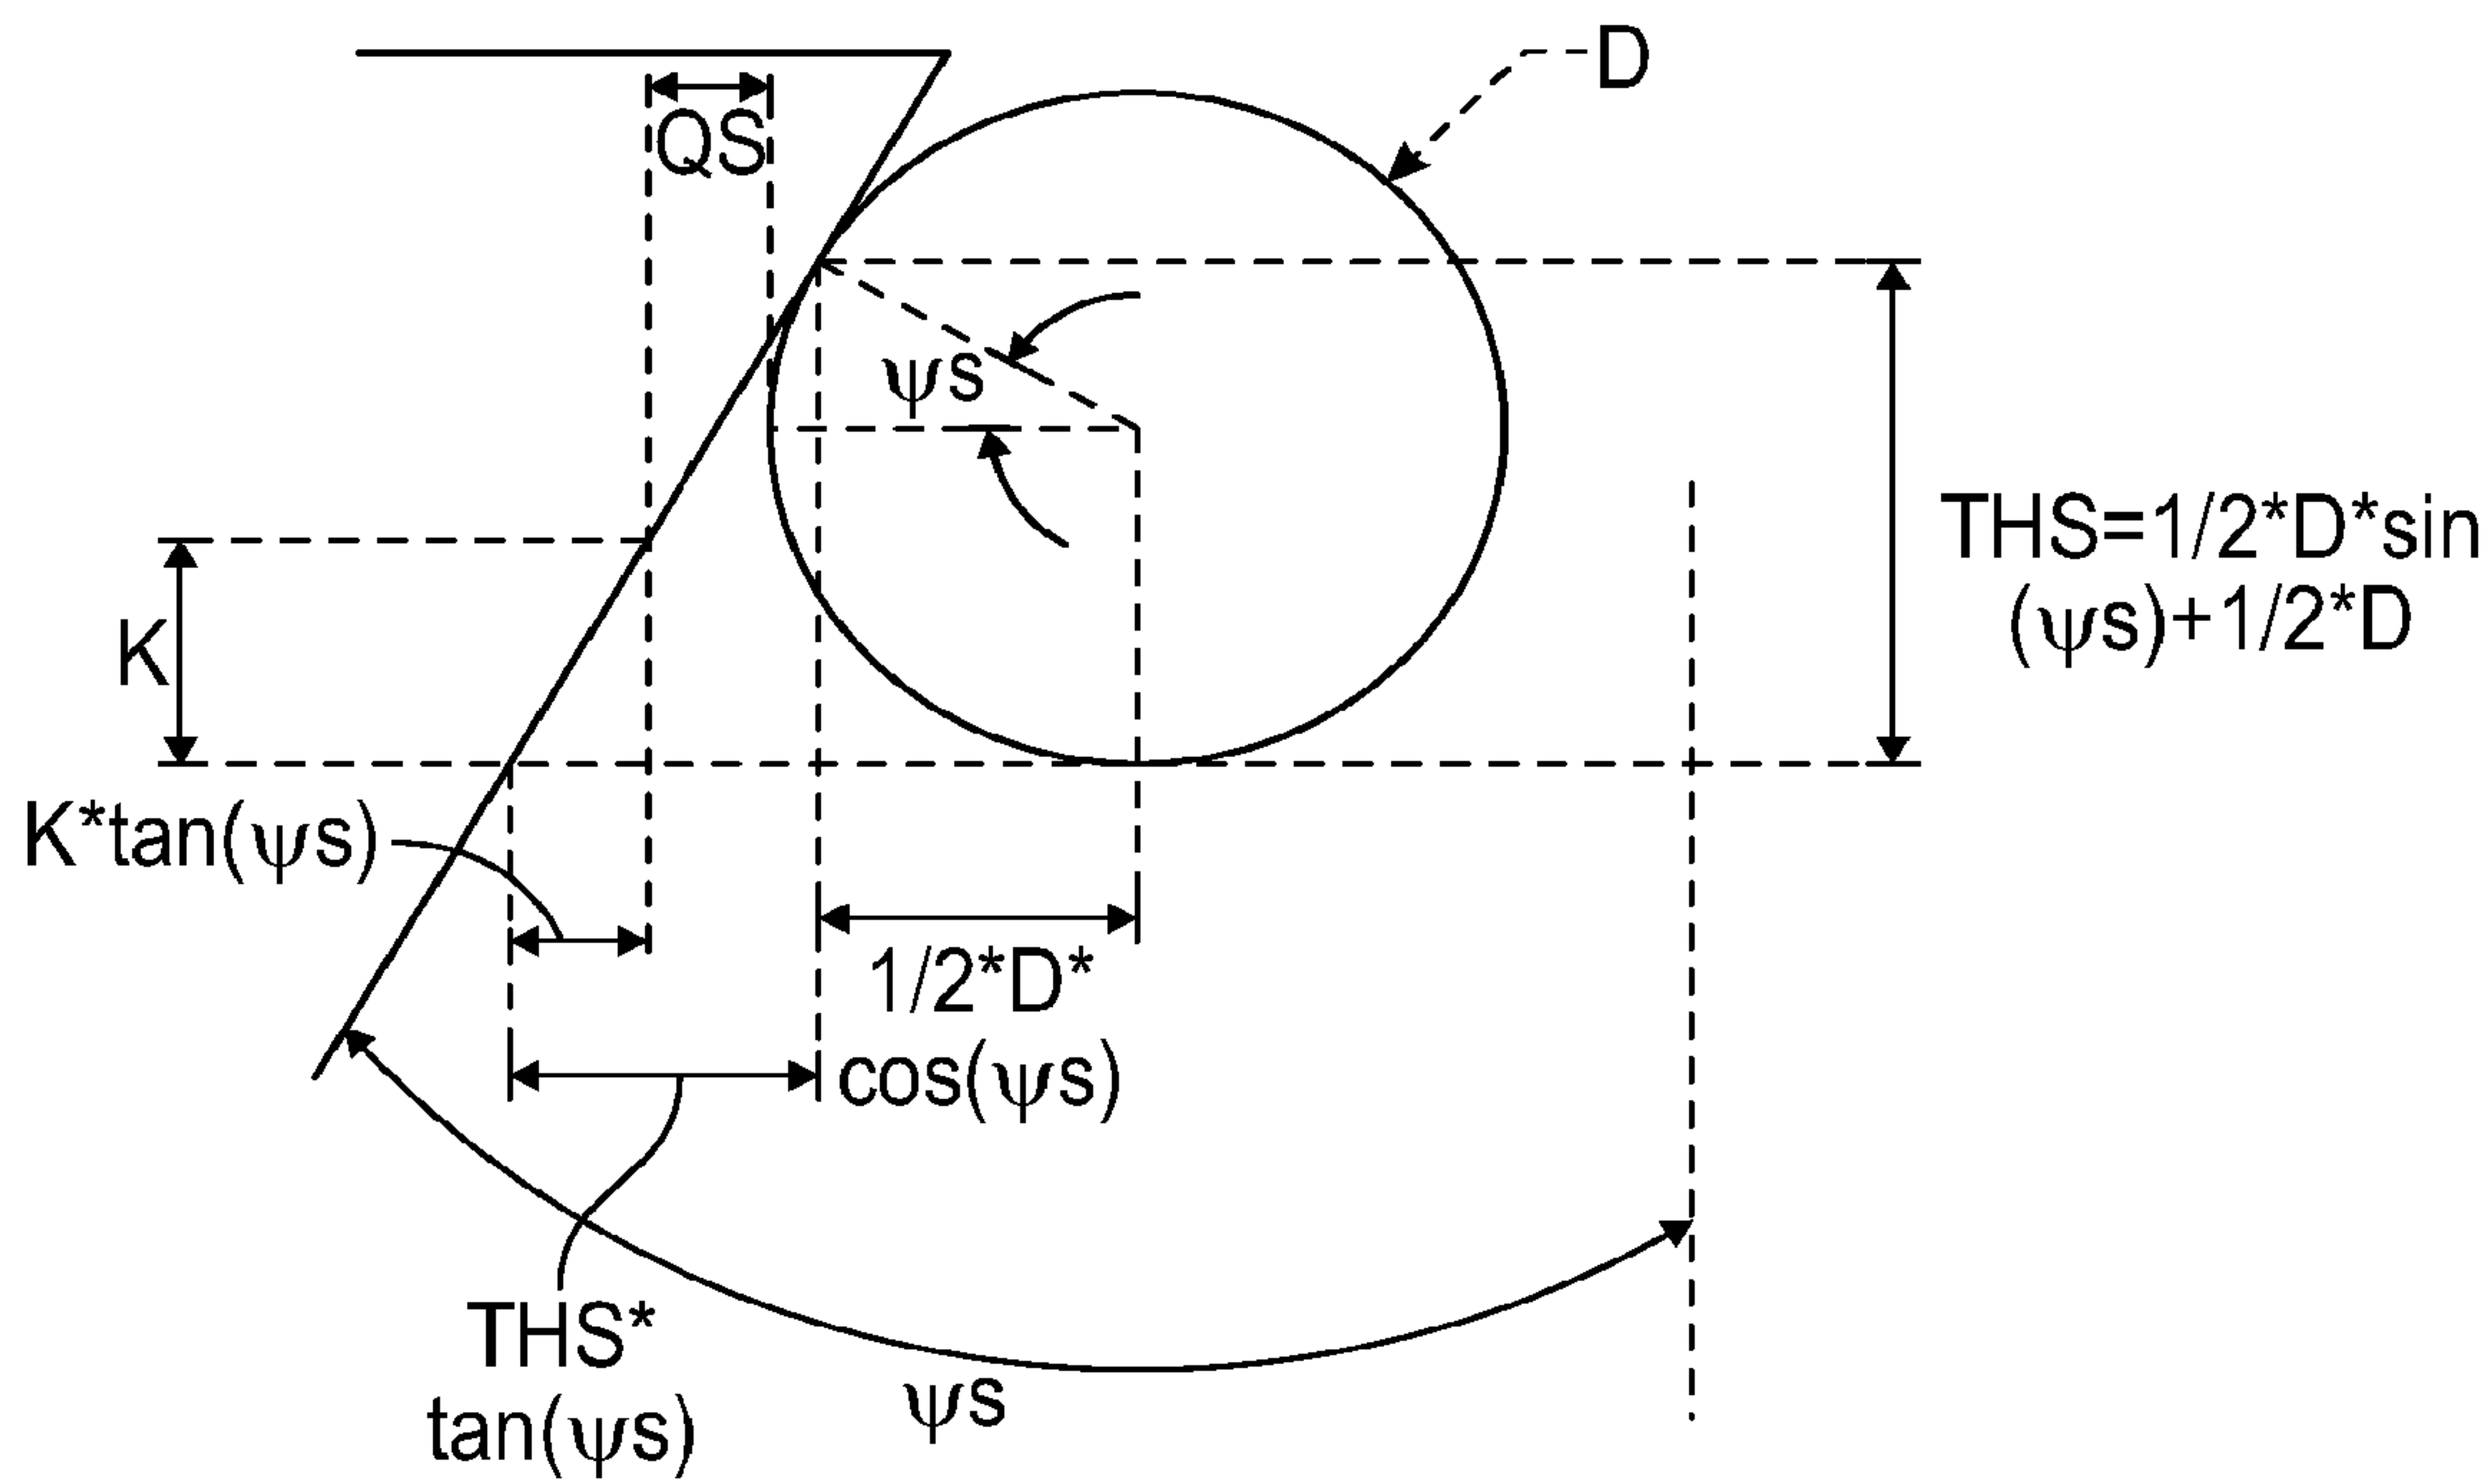 D
QS
ψs
THS=1/2*D*sin
(ψs)+1/2*D
K
K*tan(ψs)
1/2*D*
cos(ψs)
THS*
tan(ψs)
ψs